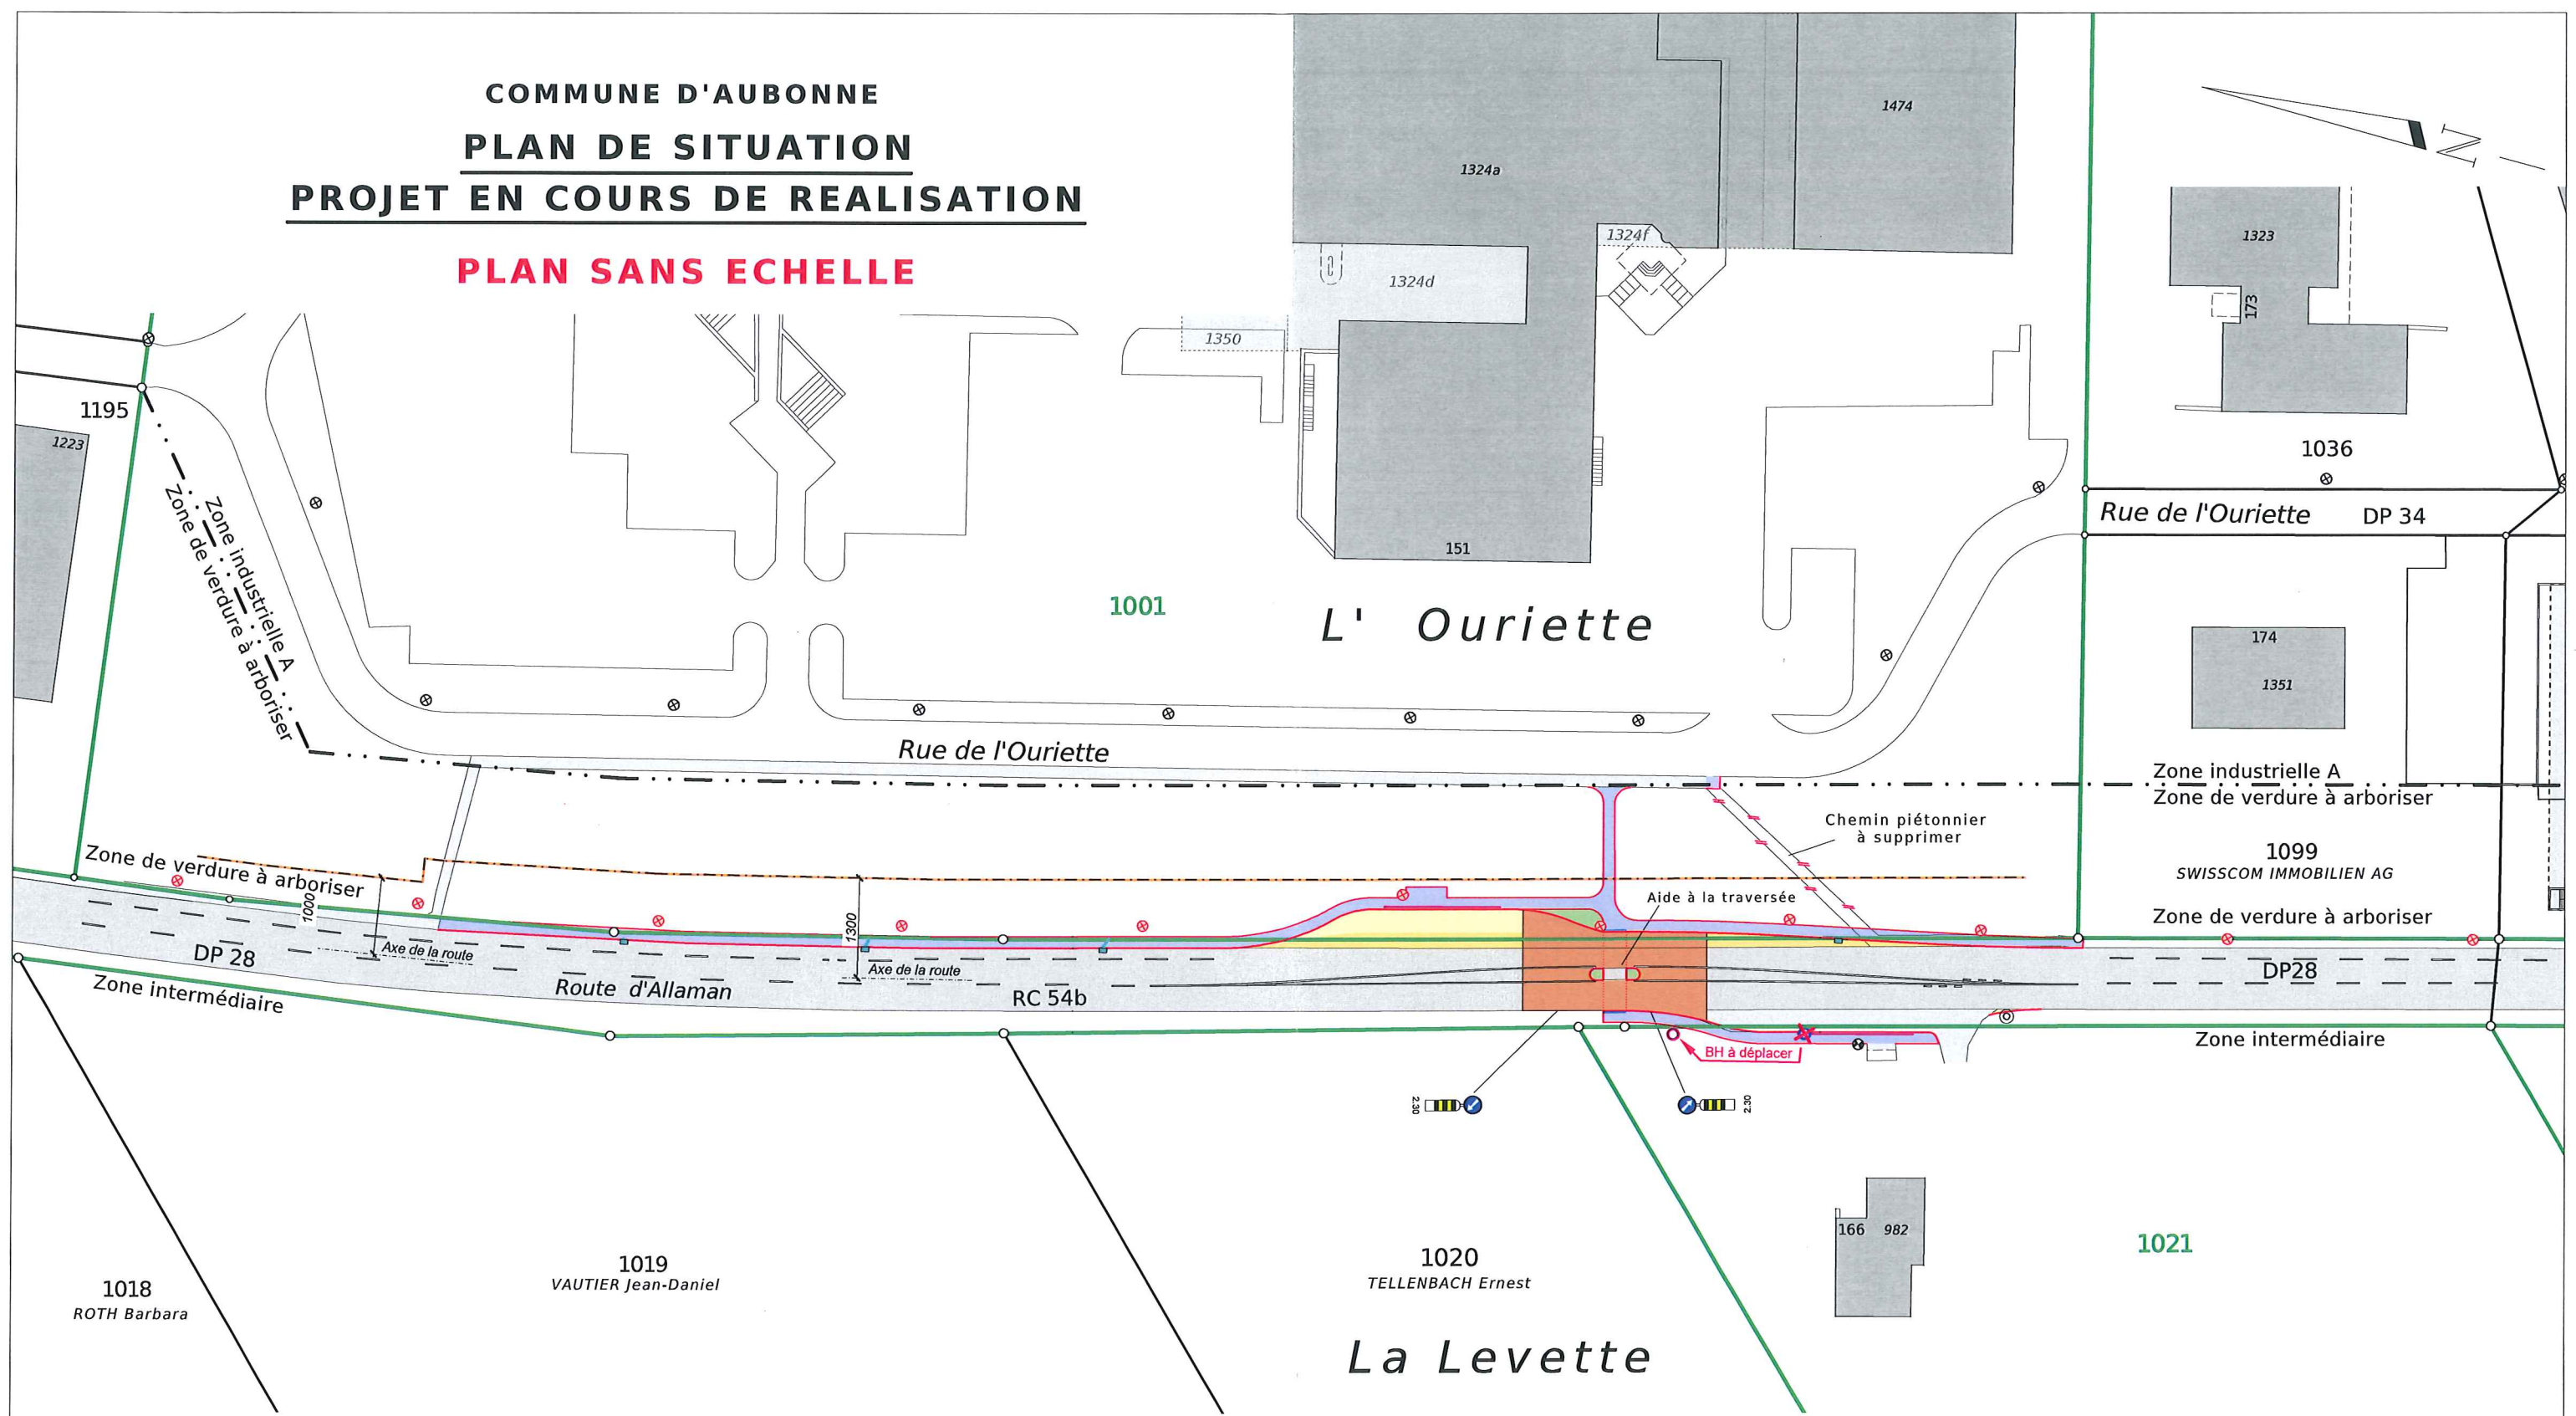 COMMUNE D'AUBONNE
PLAN DE SITUATION
PROJET EN COURS DE REALISATION
PLAN SANS ECHELLE
1474
1324a
1324f
1324d
1350
151
N
1323
173
1036
Rue de l'Ouriette DP 34
174
1351
1195
1223
Zone industrielle A
Zone de verdure à arboriser
1001
L' Ouriette
Rue de l'Ouriette
Zone industrielle A
Zone de verdure à arboriser
Chemin piétonnier
à supprimer
1099
SWISSCOM IMMOBILIEN AG
Zone de verdure à arboriser
Zone de verdure à arboriser
1000
1300
Aide à la traversée
Axe de la route
Axe de la route
DP 28
Route d'Allaman
RC 54b
DP28
Zone intermédiaire
Zone intermédiaire
BH à déplacer
2.30
2.30
166
982
1021
1018
ROTH Barbara
1019
VAUTIER Jean-Daniel
1020
TELLENBACH Ernest
La Levette